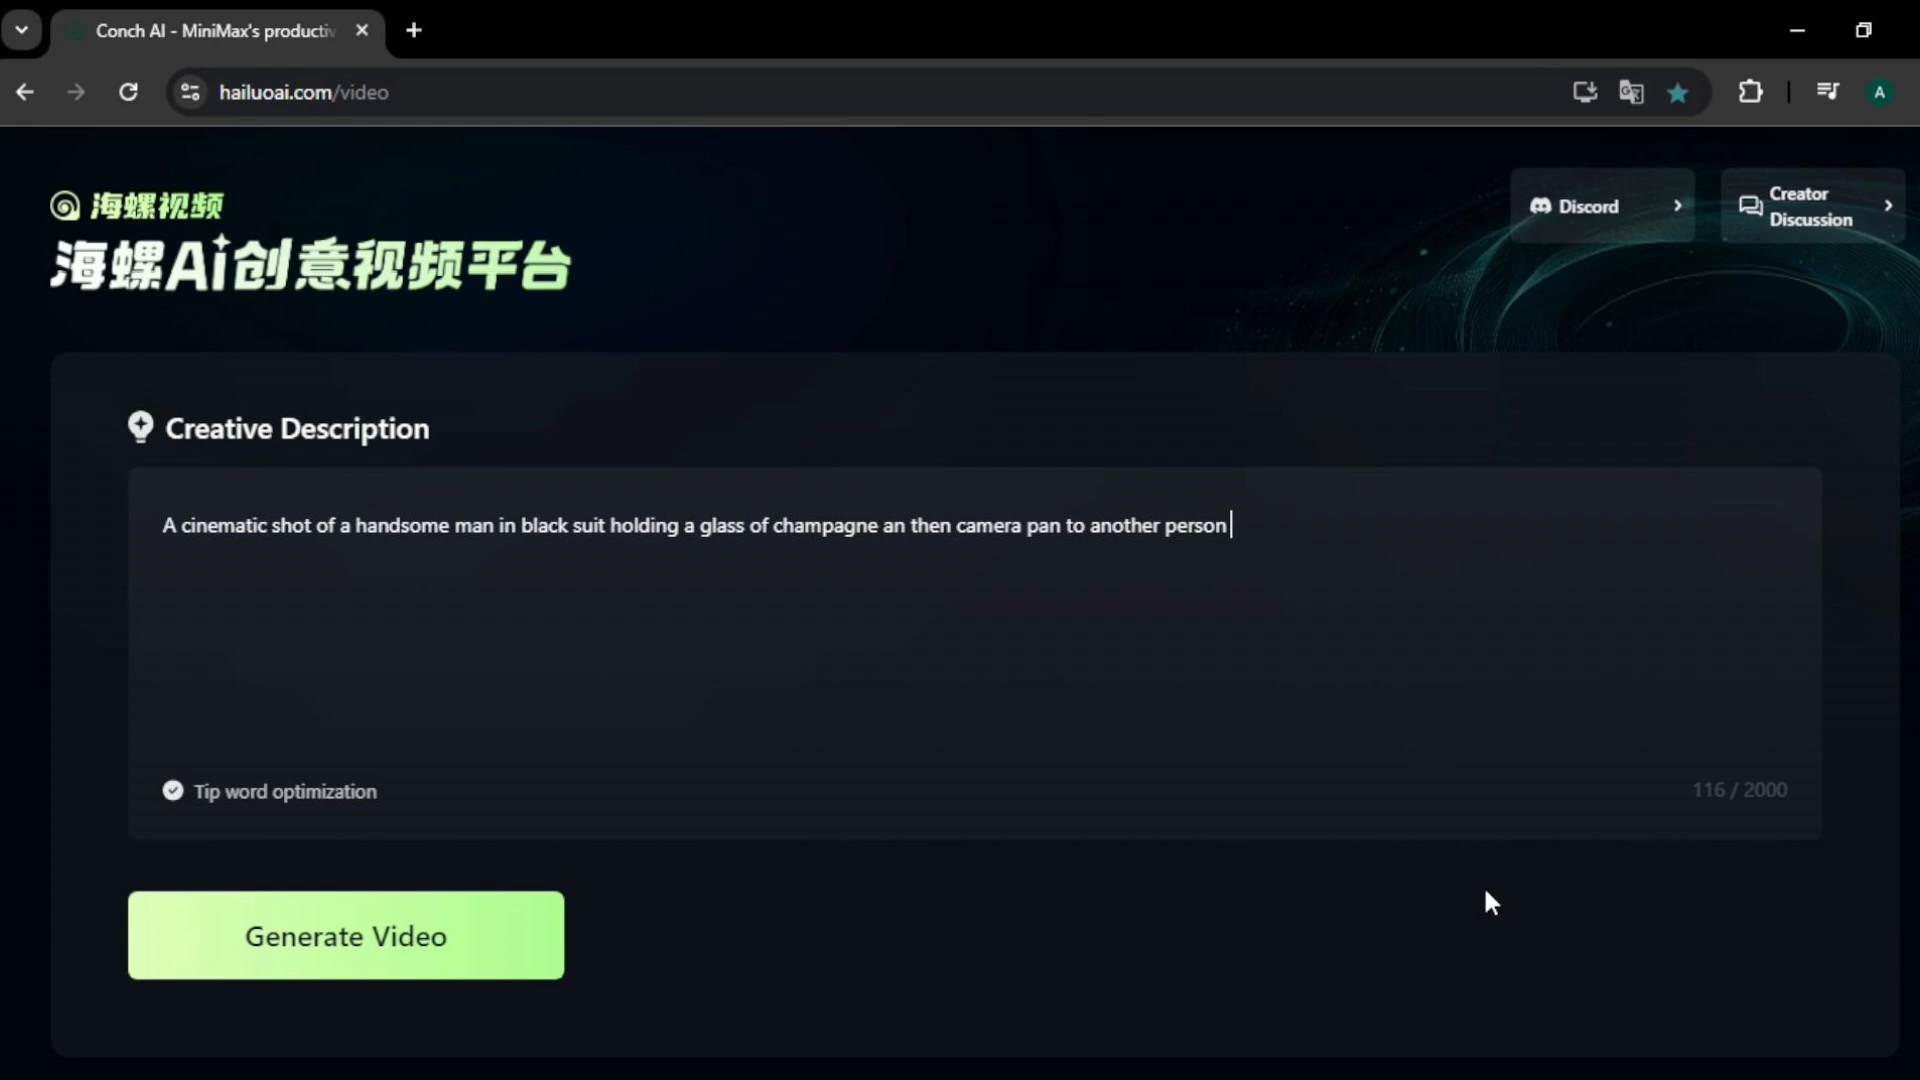 Conch AI - MiniMax's productiv
hailuoai.com/video
A
海螺视频
海螺Ai创意视频平台
Discord
Creator
Discussion
Creative Description
A cinematic shot of a handsome man in black suit holding a glass of champagne an then camera pan to another person
Tip word optimization
116 / 2000
Generate Video